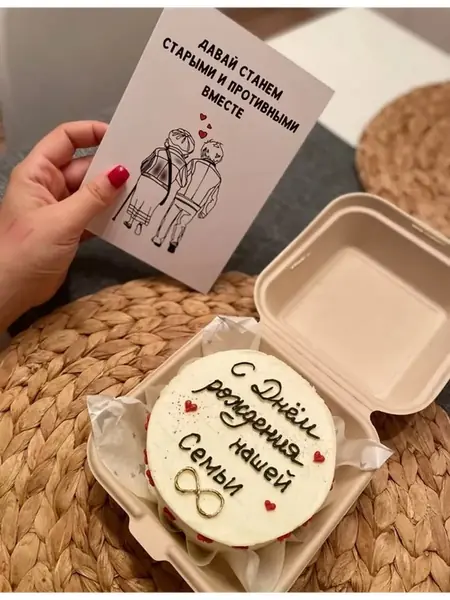 ДАВАЙ СТАНЕМ
СТАРЫМИ И ПРОТИВНЫМИ
ВМЕСТЕ
С Днём
рождения
нашей
Семьи